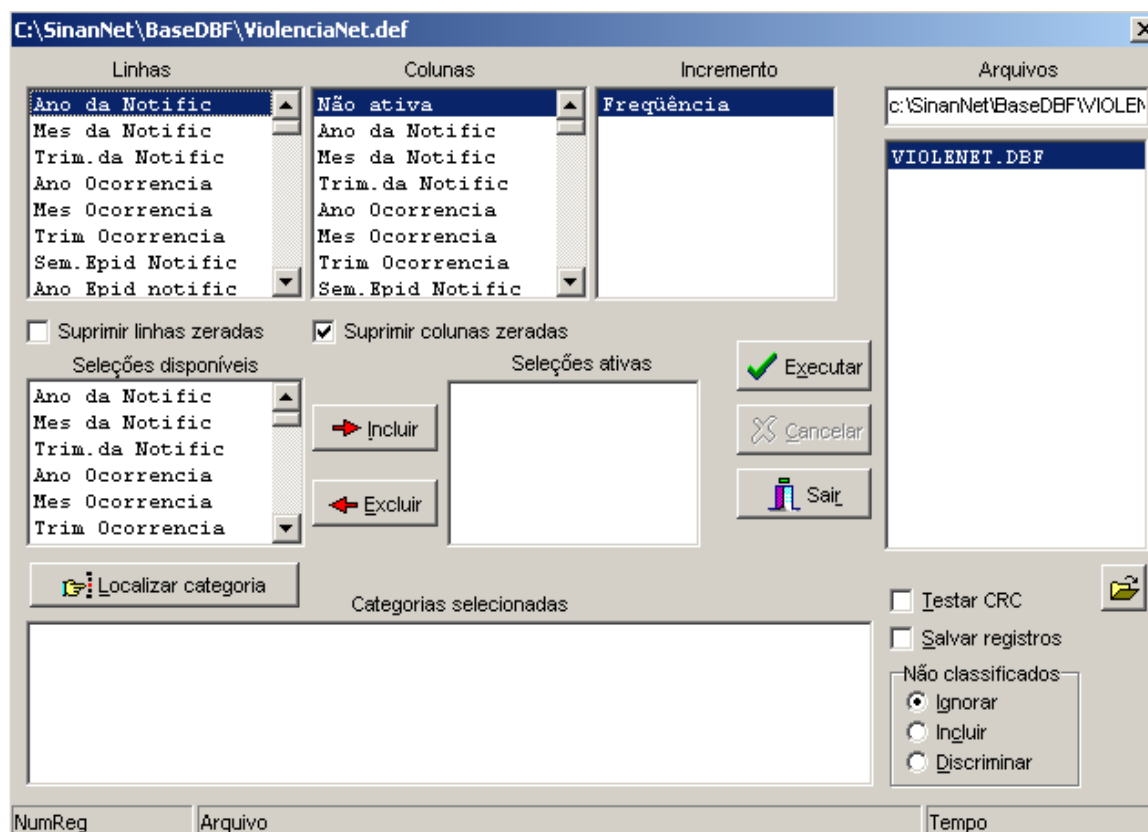 C:\SinanNet\BaseDBF\ViolenciaNet.def
Linhas
Colunas
Incremento
Arquivos
Ano da Notific
Mes da Notific
Trim.da Notific
Ano Ocorrencia
Mes Ocorrencia
Trim Ocorrencia
Sem.Epid Notific
Ano Epid notific
Não ativa
Ano da Notific
Mes da Notific
Trim.da Notific
Ano Ocorrencia
Mes Ocorrencia
Trim Ocorrencia
Sem.Epid Notific
Freqüência
c:\SinanNet\BaseDBF\VIOLEN
VIOLENET.DBF
Suprimir linhas zeradas
Suprimir colunas zeradas
Seleções disponíveis
Ano da Notific
Mes da Notific
Trim.da Notific
Ano Ocorrencia
Mes Ocorrencia
Trim Ocorrencia
Incluir
Excluir
Seleções ativas
Executar
Cancelar
Sair
Localizar categoria
Categorias selecionadas
Testar CRC
Salvar registros
Não classificados
Ignorar
Incluir
Discriminar
NumReg
Arquivo
Tempo